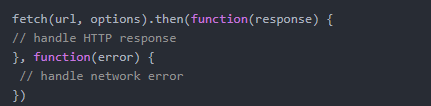 fetch(url, options).then(function(response) {
// handle HTTP response
}, function(error) {
 // handle network error
})